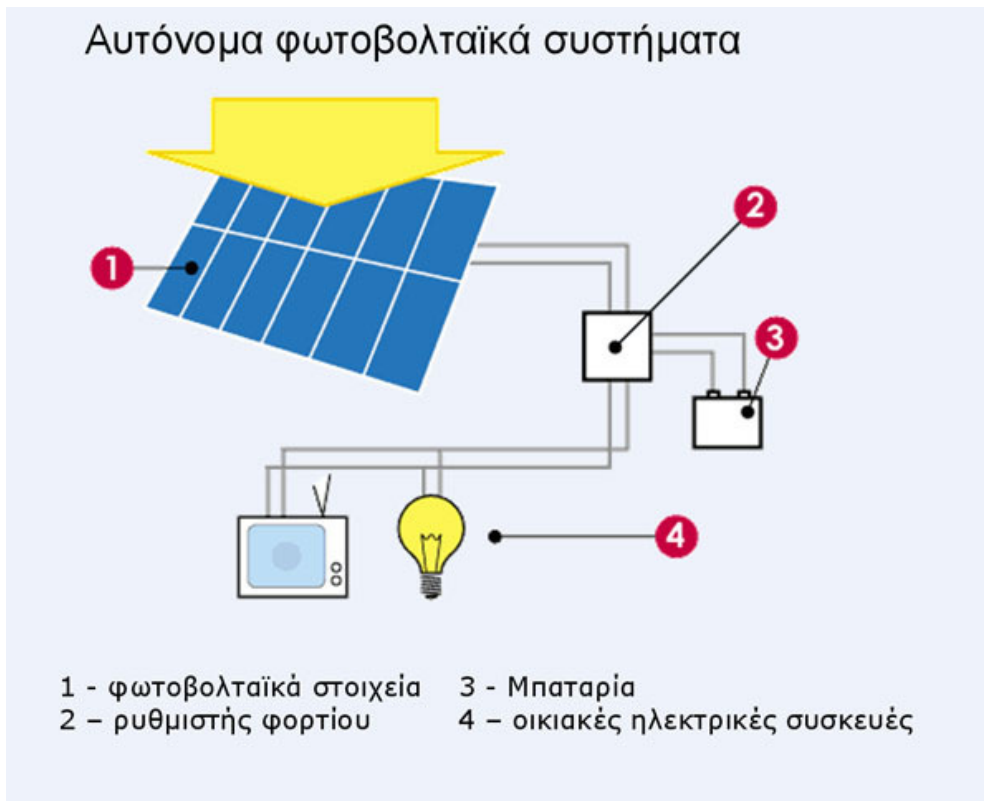 Αυτόνομα φωτοβολταϊκά συστήματα
2
1
3
4
1 - φωτοβολταϊκά στοιχεία 3 - Μπαταρία
2 – ρυθμιστής φορτίου 4 – οικιακές ηλεκτρικές συσκευές